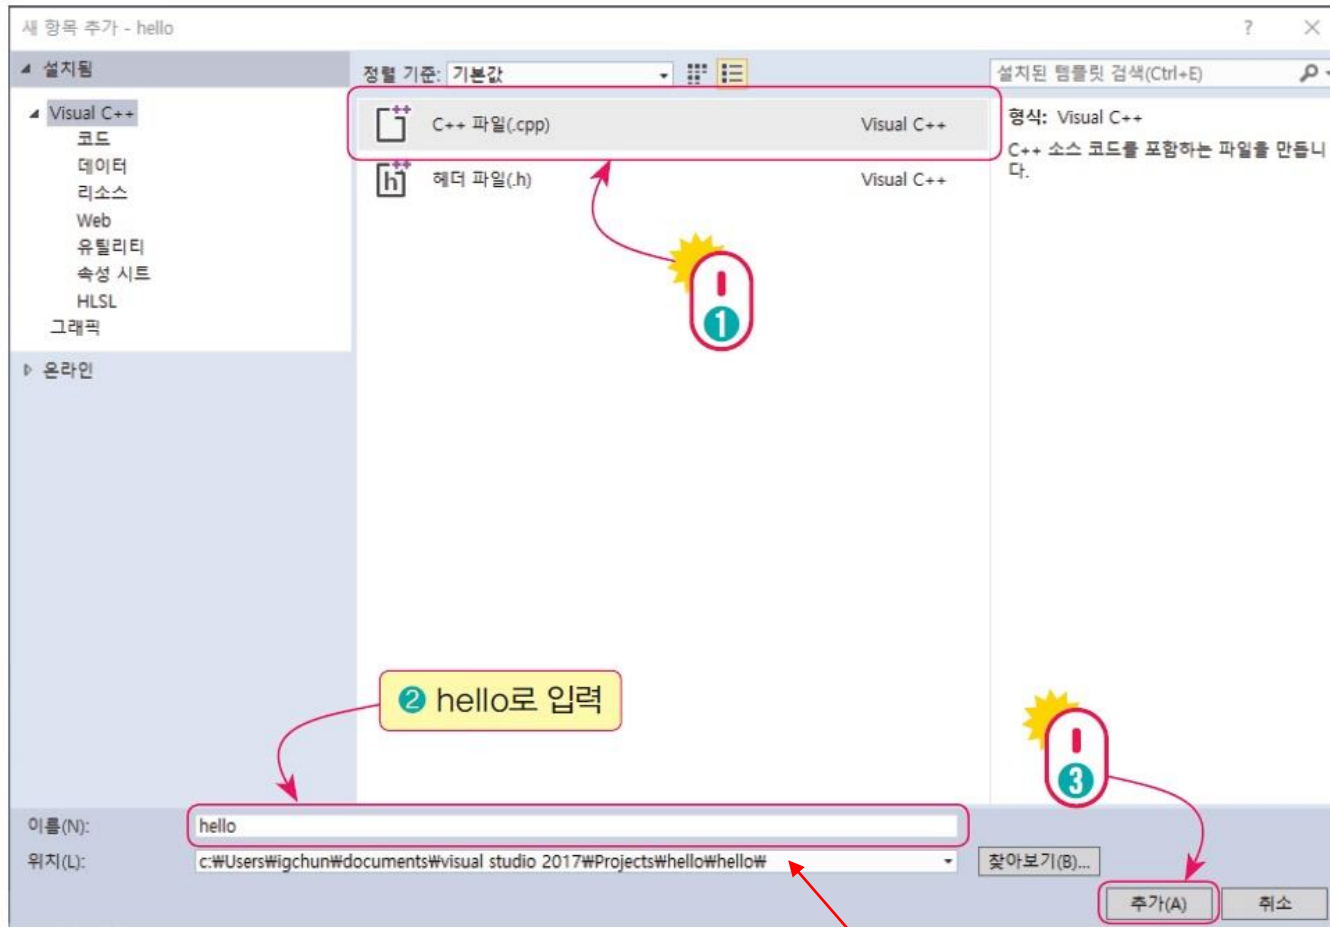 새 항목 추가 - hello
설치됨
정렬 기준: 기본값
설치된 템플릿 검색(Ctrl+E)
Visual C++
코드
데이터
리소스
Web
유틸리티
속성 시트
HLSL
그래픽
온라인
C++ 파일(.cpp) Visual C++
헤더 파일(.h) Visual C++
형식: Visual C++
C++ 소스 코드를 포함하는 파일을 만듭니
다.
1
2 hello로 입력
3
이름(N): hello
위치(L): c:₩Users₩igchun₩documents₩visual studio 2017₩Projects₩hello₩hello₩
찾아보기(B)...
추가(A) 취소